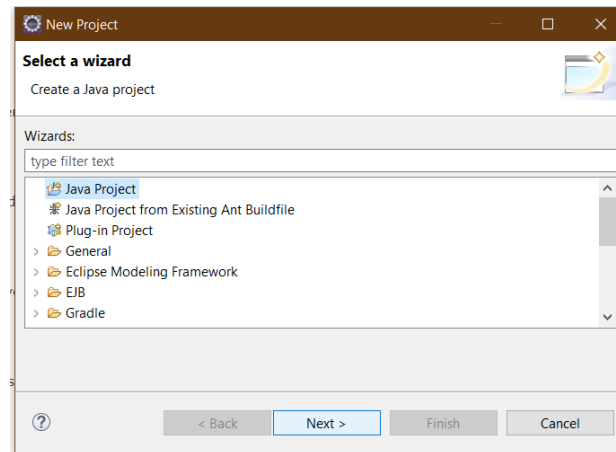 New Project
Select a wizard
Create a Java project
Wizards:
type filter text
Java Project
Java Project from Existing Ant Buildfile
Plug-in Project
General
Eclipse Modeling Framework
EJB
Gradle
< Back Next > Finish Cancel